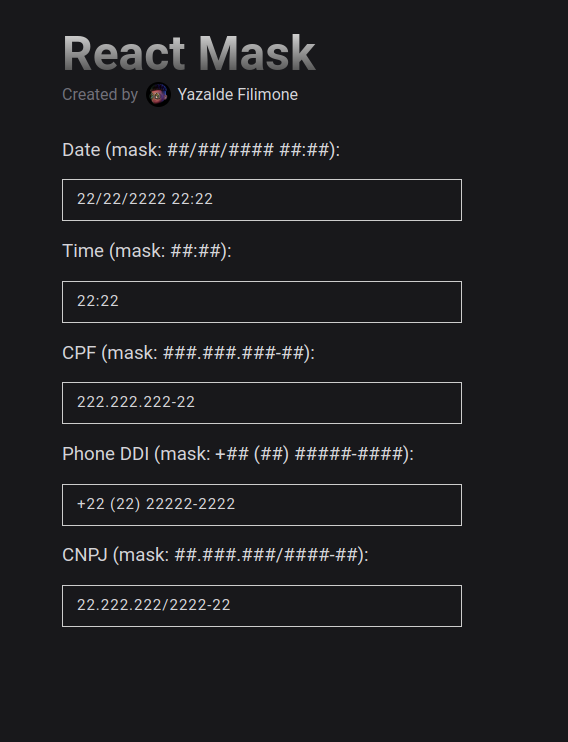 React Mask
Created by Yazalde Filimone
Date (mask: ##/##/#### ##:##):
22/22/2222 22:22
Time (mask: ##:##):
22:22
CPF (mask: ###.###.###-##):
222.222.222-22
Phone DDI (mask: +## (##) #####-####):
+22 (22) 22222-2222
CNPJ (mask: ##.###.###/####-##):
22.222.222/2222-22